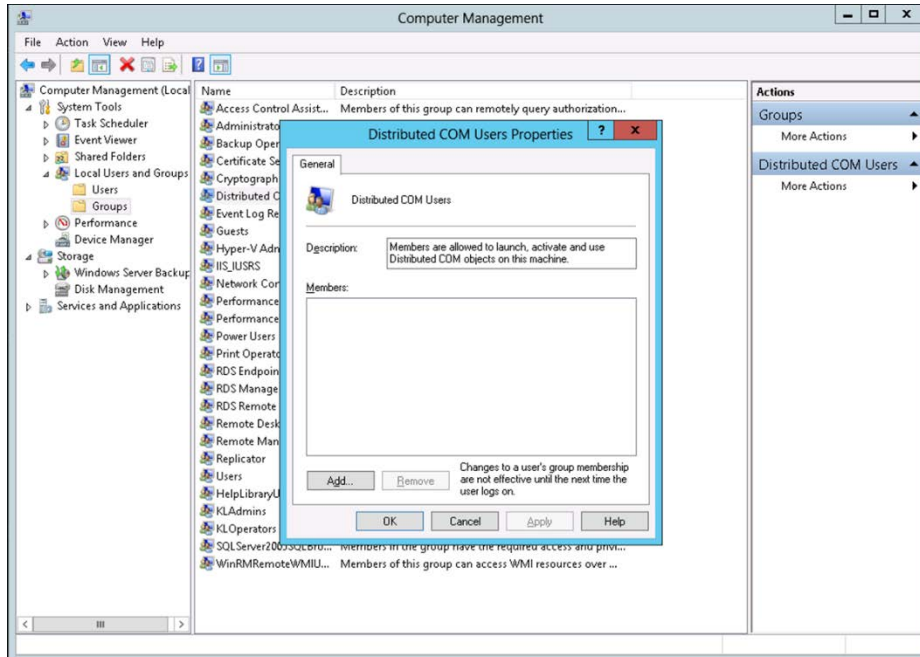 Computer Management
File Action View Help
Computer Management (Local
System Tools
Task Scheduler
Event Viewer
Shared Folders
Local Users and Groups
Users
Groups
Performance
Device Manager
Storage
Windows Server Backup
Disk Management
Services and Applications
Name Description
Access Control Assist... Members of this group can remotely query authorization...
Administrato
Backup Oper
Certificate Se
Cryptograph
Distributed C
Event Log Re
Guests
Hyper-V Adn
IIS_IUSRS
Network Cor
Performance
Performance
Power Users
Print Operato
RDS Endpoin
RDS Manage
RDS Remote
Remote Desk
Remote Man
Replicator
Users
HelpLibraryU
KLAdmins
KLOperators
SQLServer2005SQLBro... Members in the group have the required access and privi...
WinRMRemoteWMIU... Members of this group can access WMI resources over ...
Distributed COM Users Properties ? x
General
Distributed COM Users
Description: Members are allowed to launch, activate and use
Distributed COM objects on this machine.
Members:
Add... Remove
Changes to a user's group membership
are not effective until the next time the
user logs on.
OK Cancel Apply Help
Actions
Groups
More Actions
Distributed COM Users
More Actions